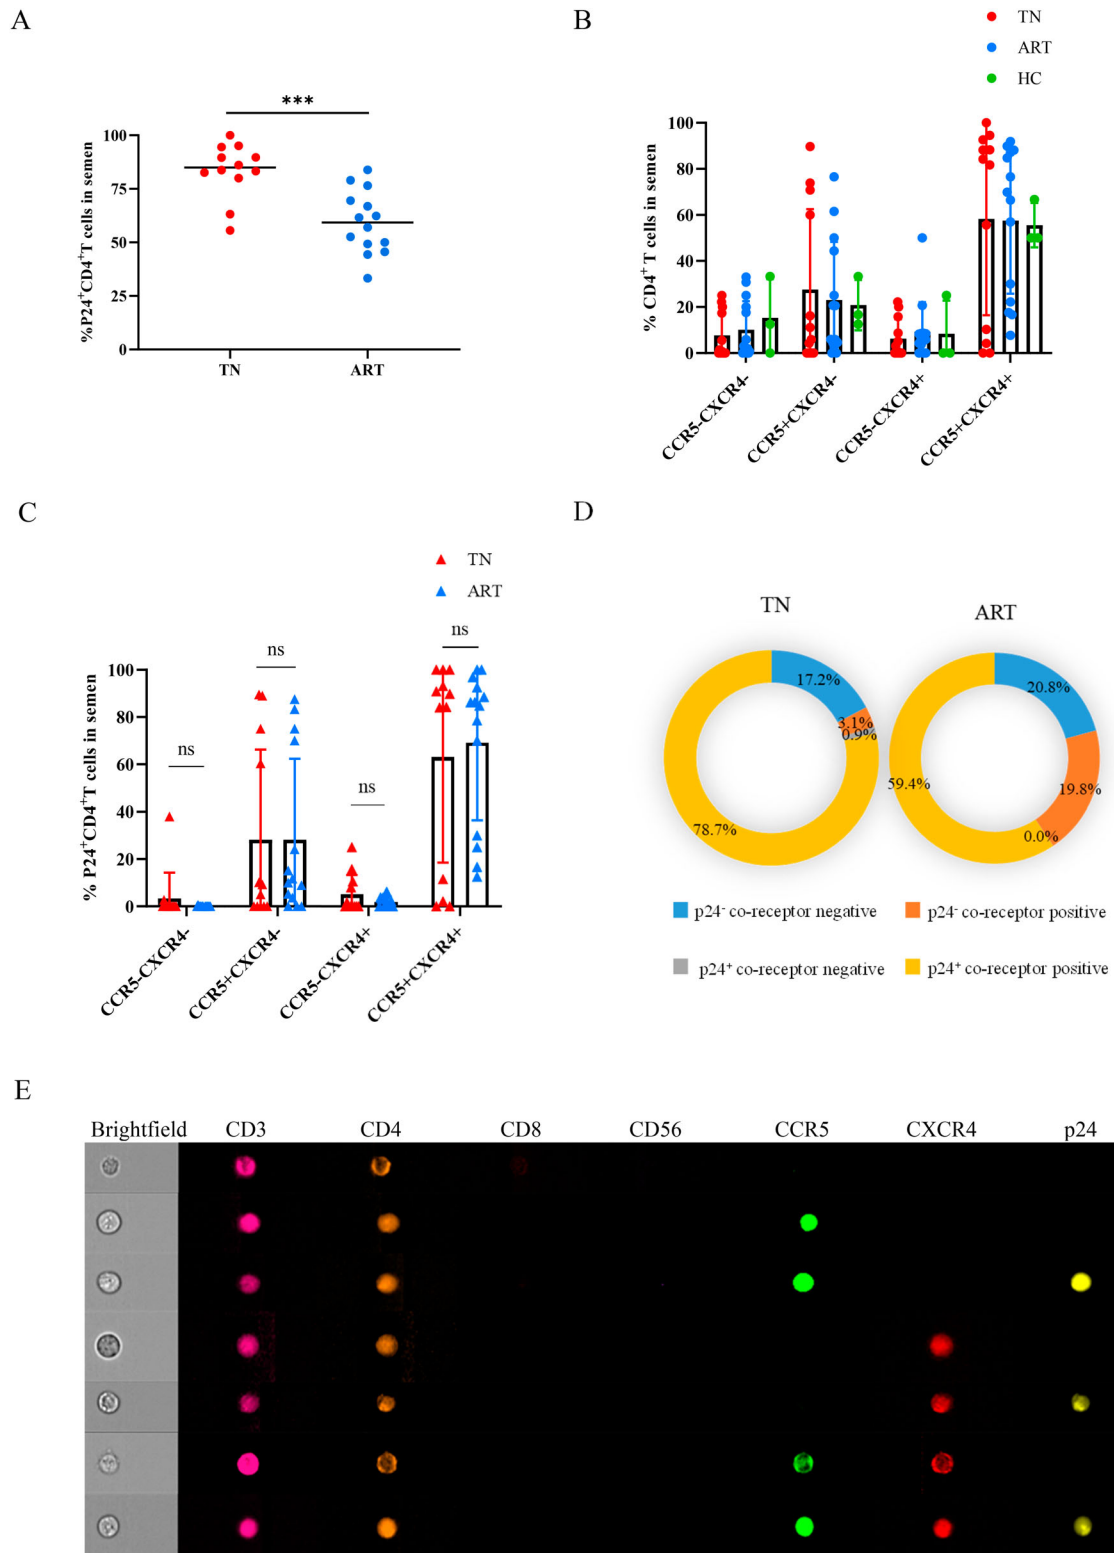 A
***
%P24+CD4+T cells in semen
100
75
50
25
0
TN
ART
B
TN
ART
HC
% CD4+ T cells in semen
100
80
60
40
20
0
CCR5-CXCR4-
CCR5+CXCR4-
CCR5-CXCR4+
CCR5+CXCR4+
C
TN
ART
% P24+CD4+T cells in semen
100
80
60
40
20
0
ns
ns
ns
ns
CCR5-CXCR4-
CCR5+CXCR4-
CCR5-CXCR4+
CCR5+CXCR4+
D
TN
17.2%
3.1%
0.9%
78.7%
ART
20.8%
19.8%
0.0%
59.4%
p24- co-receptor negative
p24- co-receptor positive
p24+ co-receptor negative
p24+ co-receptor positive
E
Brightfield CD3 CD4 CD8 CD56 CCR5 CXCR4 p24